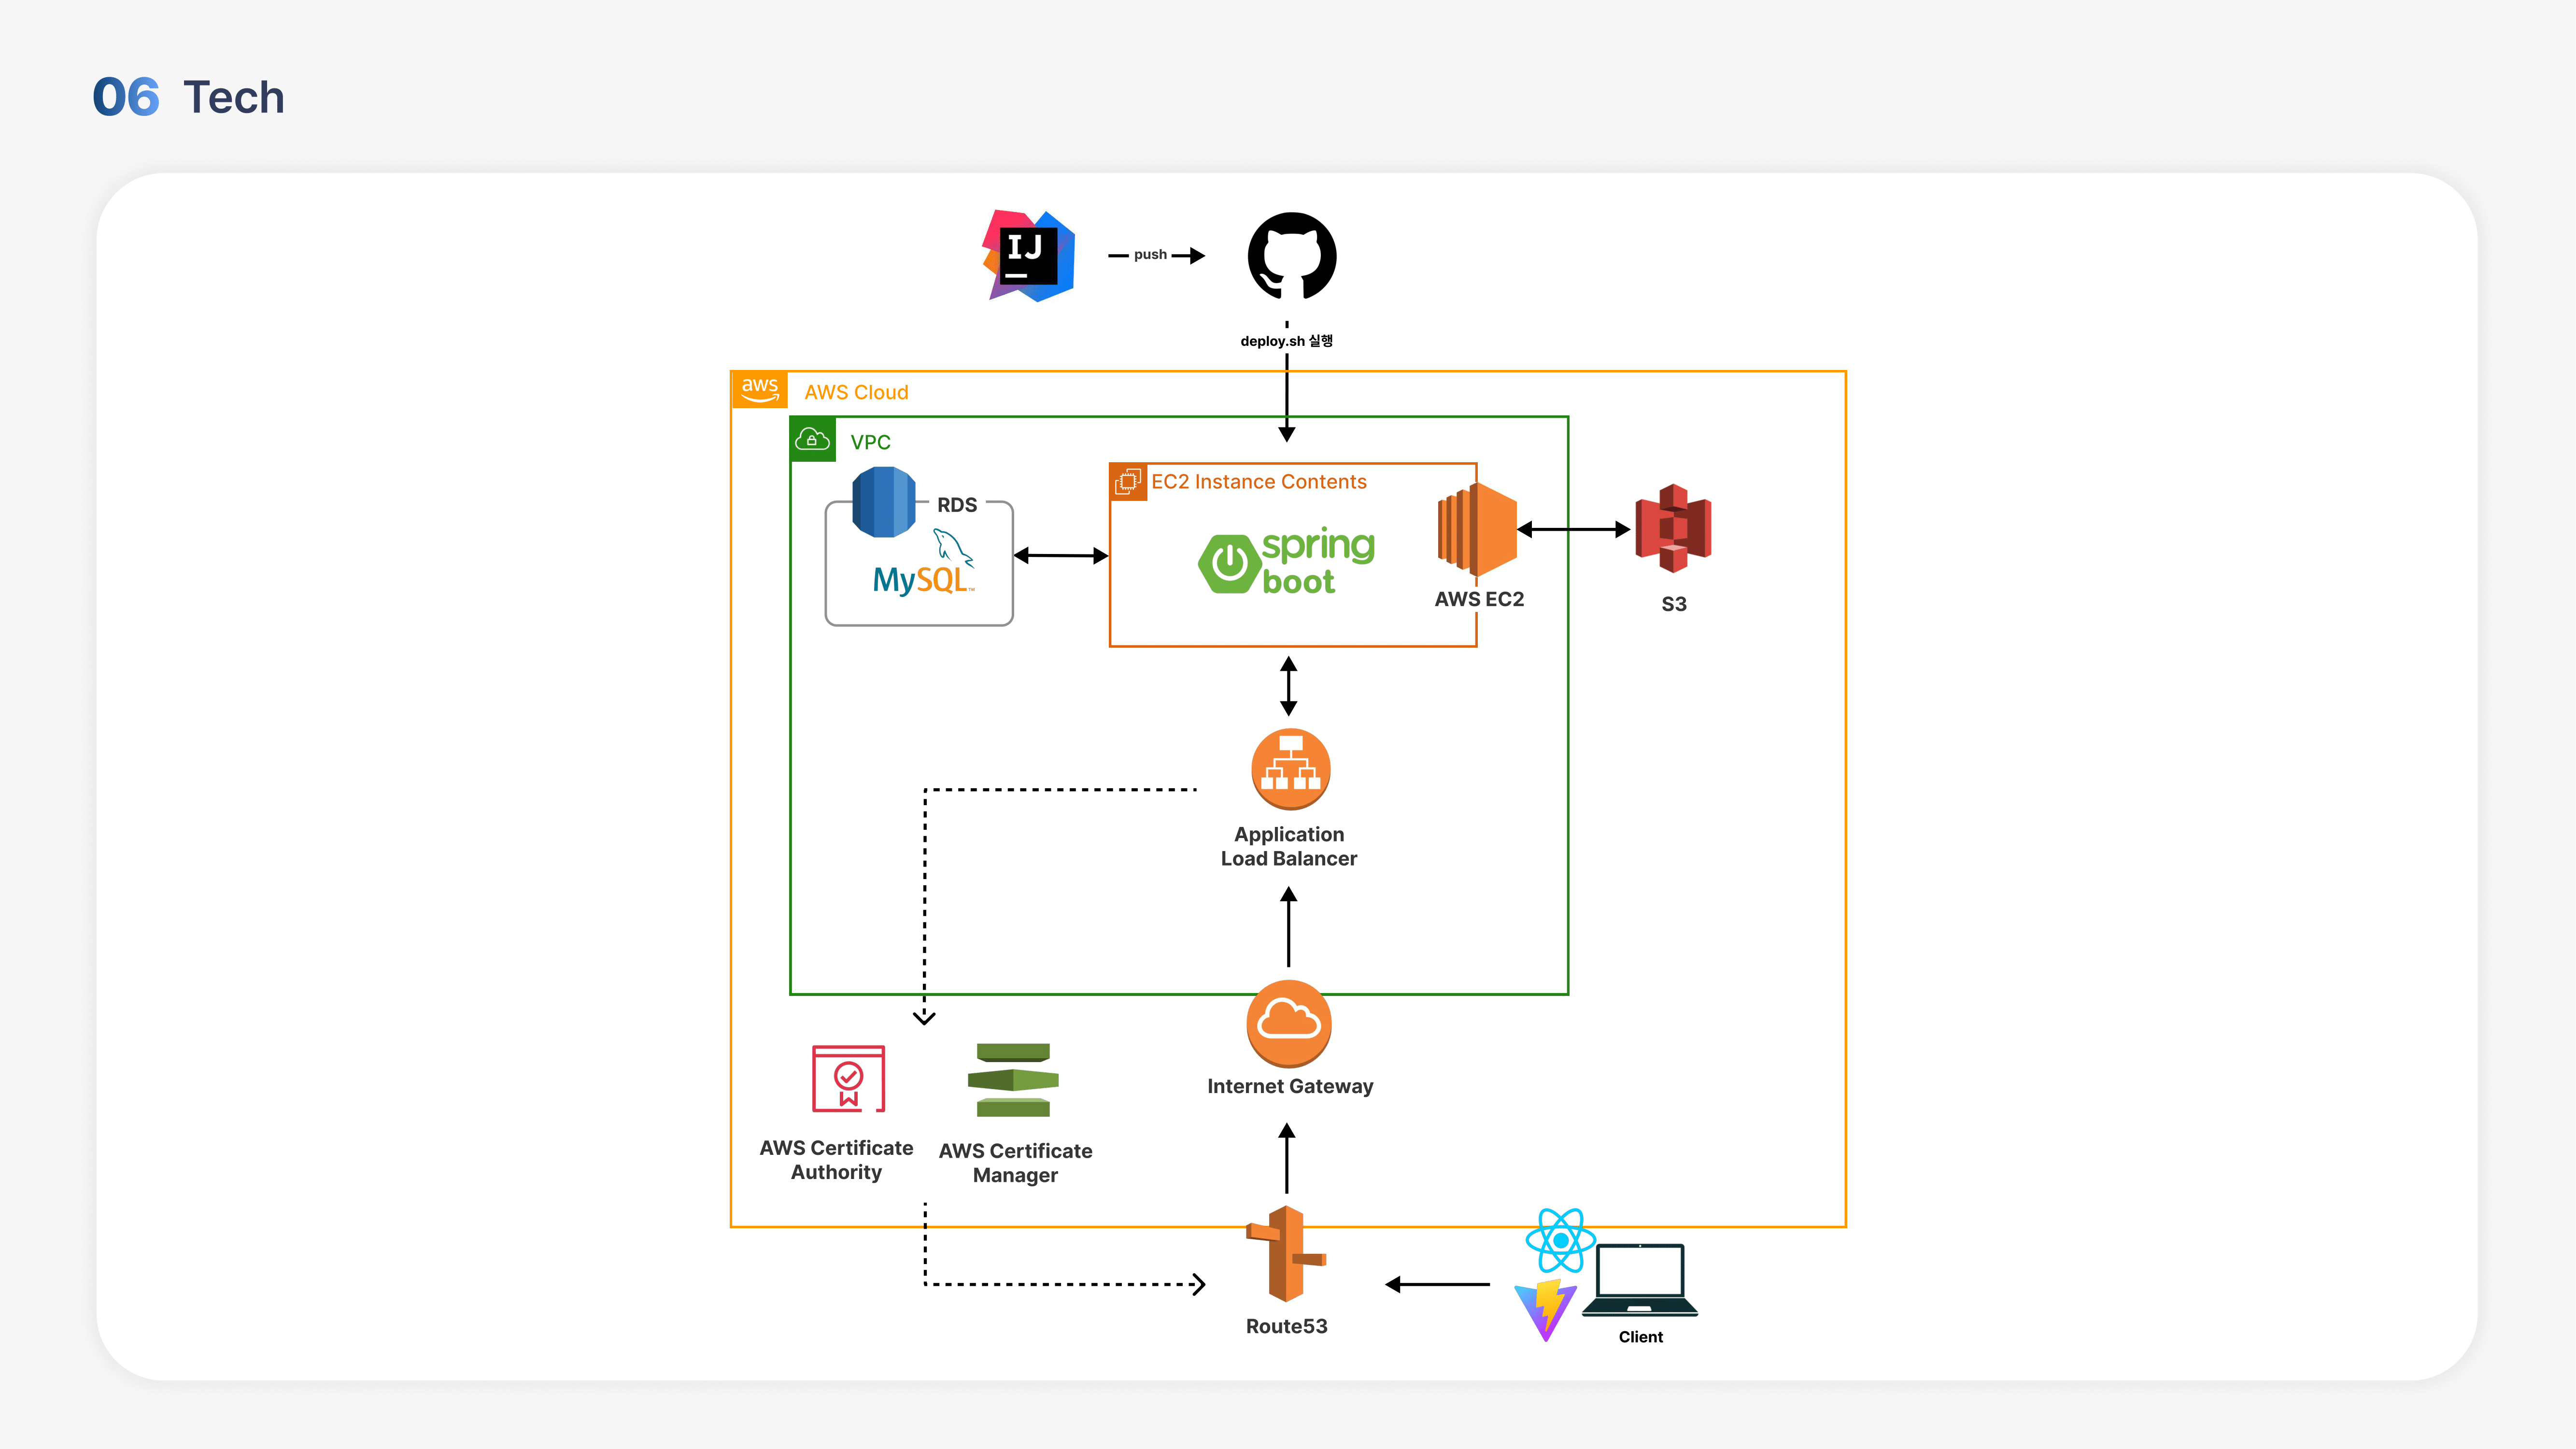 06 Tech
IJ
push
deploy.sh 실행
aws
AWS Cloud
VPC
RDS
MySQL™
EC2 Instance Contents
spring
boot
AWS EC2
S3
Application
Load Balancer
Internet Gateway
AWS Certificate
Authority
AWS Certificate
Manager
Route53
Client